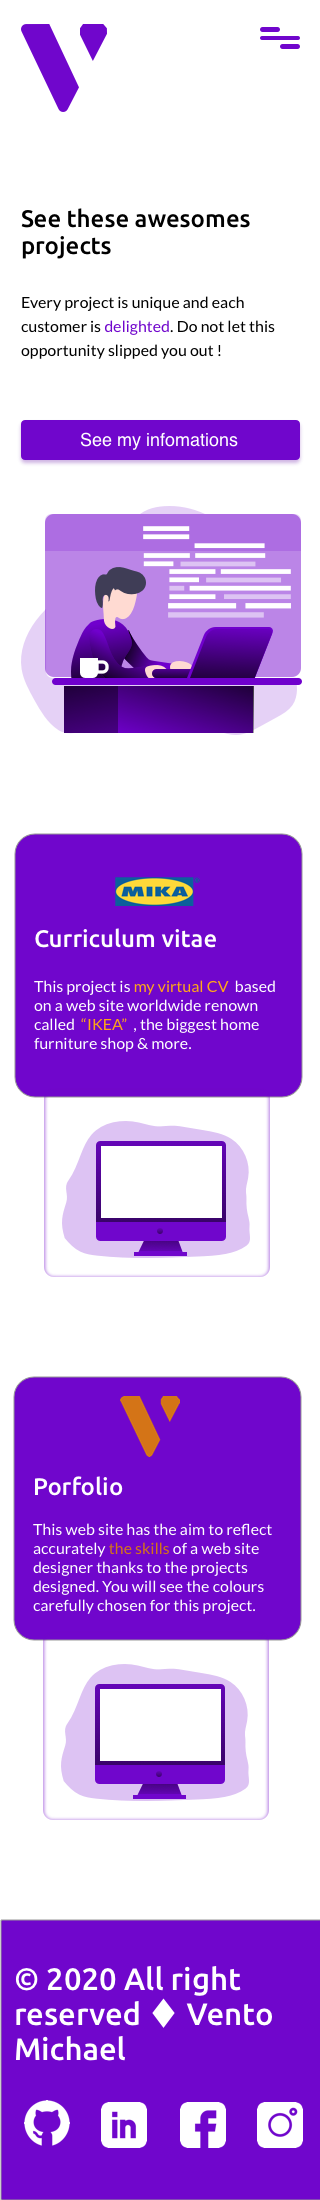 See these awesomes
projects
Every project is unique and each
customer is delighted. Do not let this
opportunity slipped you out !
See my infomations
MIKA
Curriculum vitae
This project is my virtual CV based
on a web site worldwide renown
called “IKEA” , the biggest home
furniture shop & more.
Porfolio
This web site has the aim to reflect
accurately the skills of a web site
designer thanks to the projects
designed. You will see the colours
carefully chosen for this project.
© 2020 All right
reserved ♦ Vento
Michael